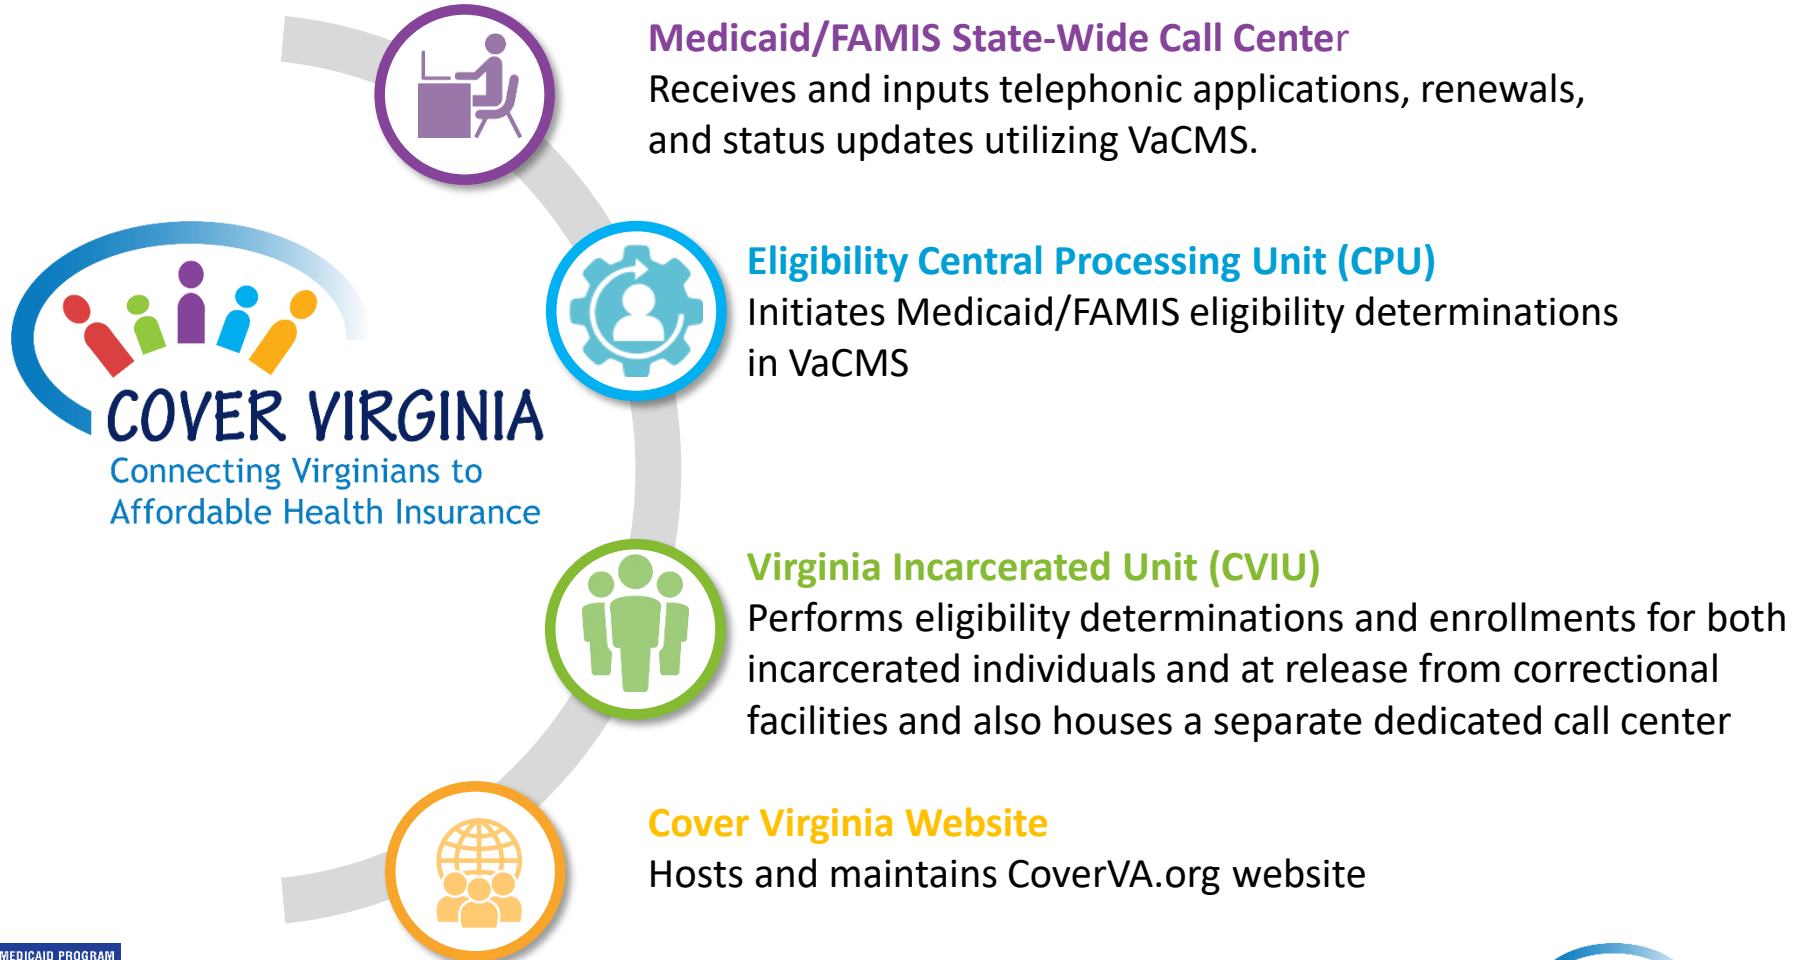 Medicaid/FAMIS State-Wide Call Center
Receives and inputs telephonic applications, renewals,
and status updates utilizing VaCMS.
Eligibility Central Processing Unit (CPU)
Initiates Medicaid/FAMIS eligibility determinations
in VaCMS
COVER VIRGINIA
Connecting Virginians to
Affordable Health Insurance
Virginia Incarcerated Unit (CVIU)
Performs eligibility determinations and enrollments for both
incarcerated individuals and at release from correctional
facilities and also houses a separate dedicated call center
Cover Virginia Website
Hosts and maintains CoverVA.org website
MEDICAID PROGRAM